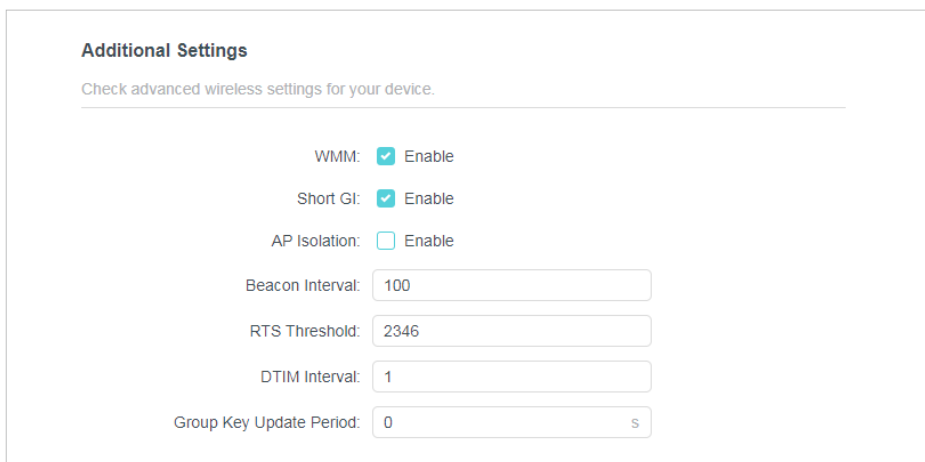 Additional Settings
Check advanced wireless settings for your device.
WMM: Enable
Short GI: Enable
AP Isolation: Enable
Beacon Interval: 100
RTS Threshold: 2346
DTIM Interval: 1
Group Key Update Period: 0 s